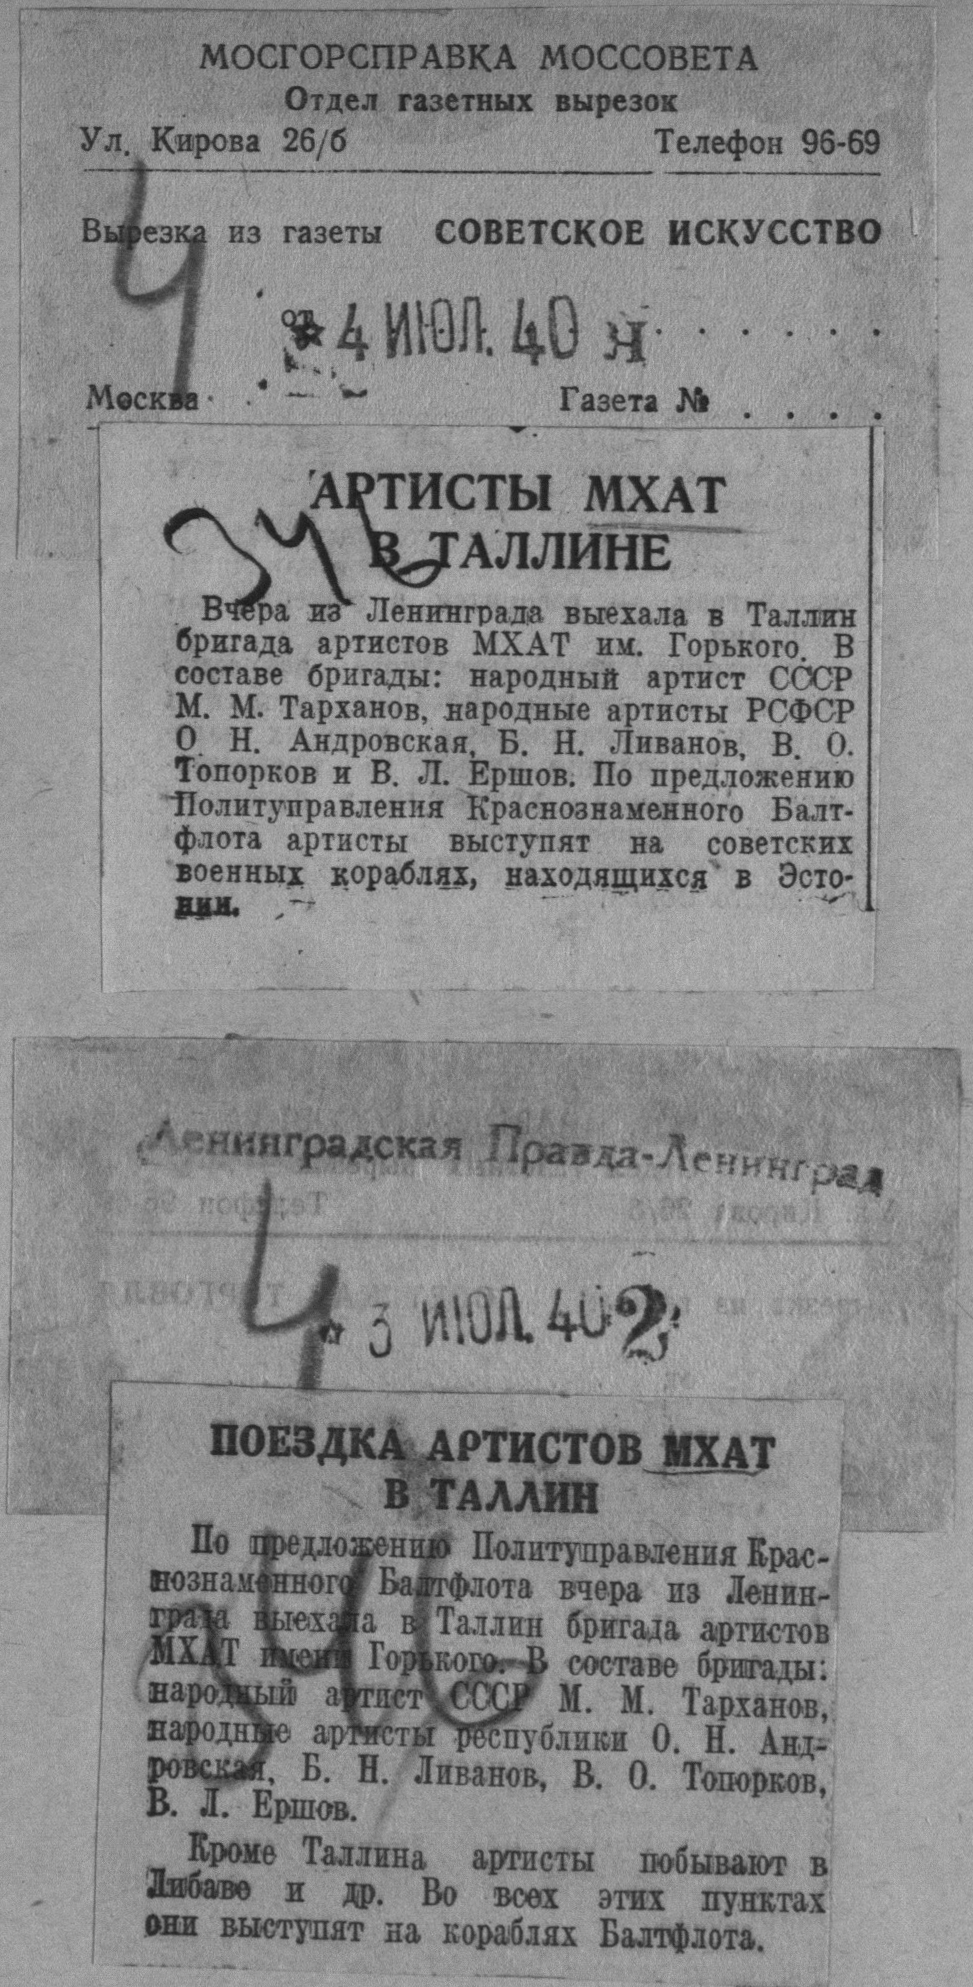 МОСГОРСПРАВКА МОССОВЕТА
Отдел газетных вырезок
Ул. Кирова 26/б Телефон 96-69
Вырезка из газеты СОВЕТСКОЕ ИСКУССТВО
от 4 ИЮЛ. 40
Москва Газета №
4
АРТИСТЫ МХАТ
В ТАЛЛИНЕ
Вчера из Ленинграда выехала в Таллин
бригада артистов МХАТ им. Горького. В
составе бригады: народный артист СССР
М. М. Тарханов, народные артисты РСФСР
О. Н. Андровская, Б. Н. Ливанов, В. О.
Топорков и В. Л. Ершов. По предложению
Политуправления Краснознаменного Балт-
флота артисты выступят на советских
военных кораблях, находящихся в Эсто-
нии.
Ленинградская Правда-Ленинград
4
3 ИЮЛ. 40 2
ПОЕЗДКА АРТИСТОВ МХАТ
В ТАЛЛИН
По предложению Политуправления Крас-
нознаменного Балтфлота вчера из Ленин-
града выехала в Таллин бригада артистов
МХАТ имени Горького. В составе бригады:
народный артист СССР М. М. Тарханов,
народные артисты республики О. Н. Анд-
ровская, Б. Н. Ливанов, В. О. Топорков,
В. Л. Ершов.
Кроме Таллина артисты побывают в
Либаве и др. Во всех этих пунктах
они выступят на кораблях Балтфлота.